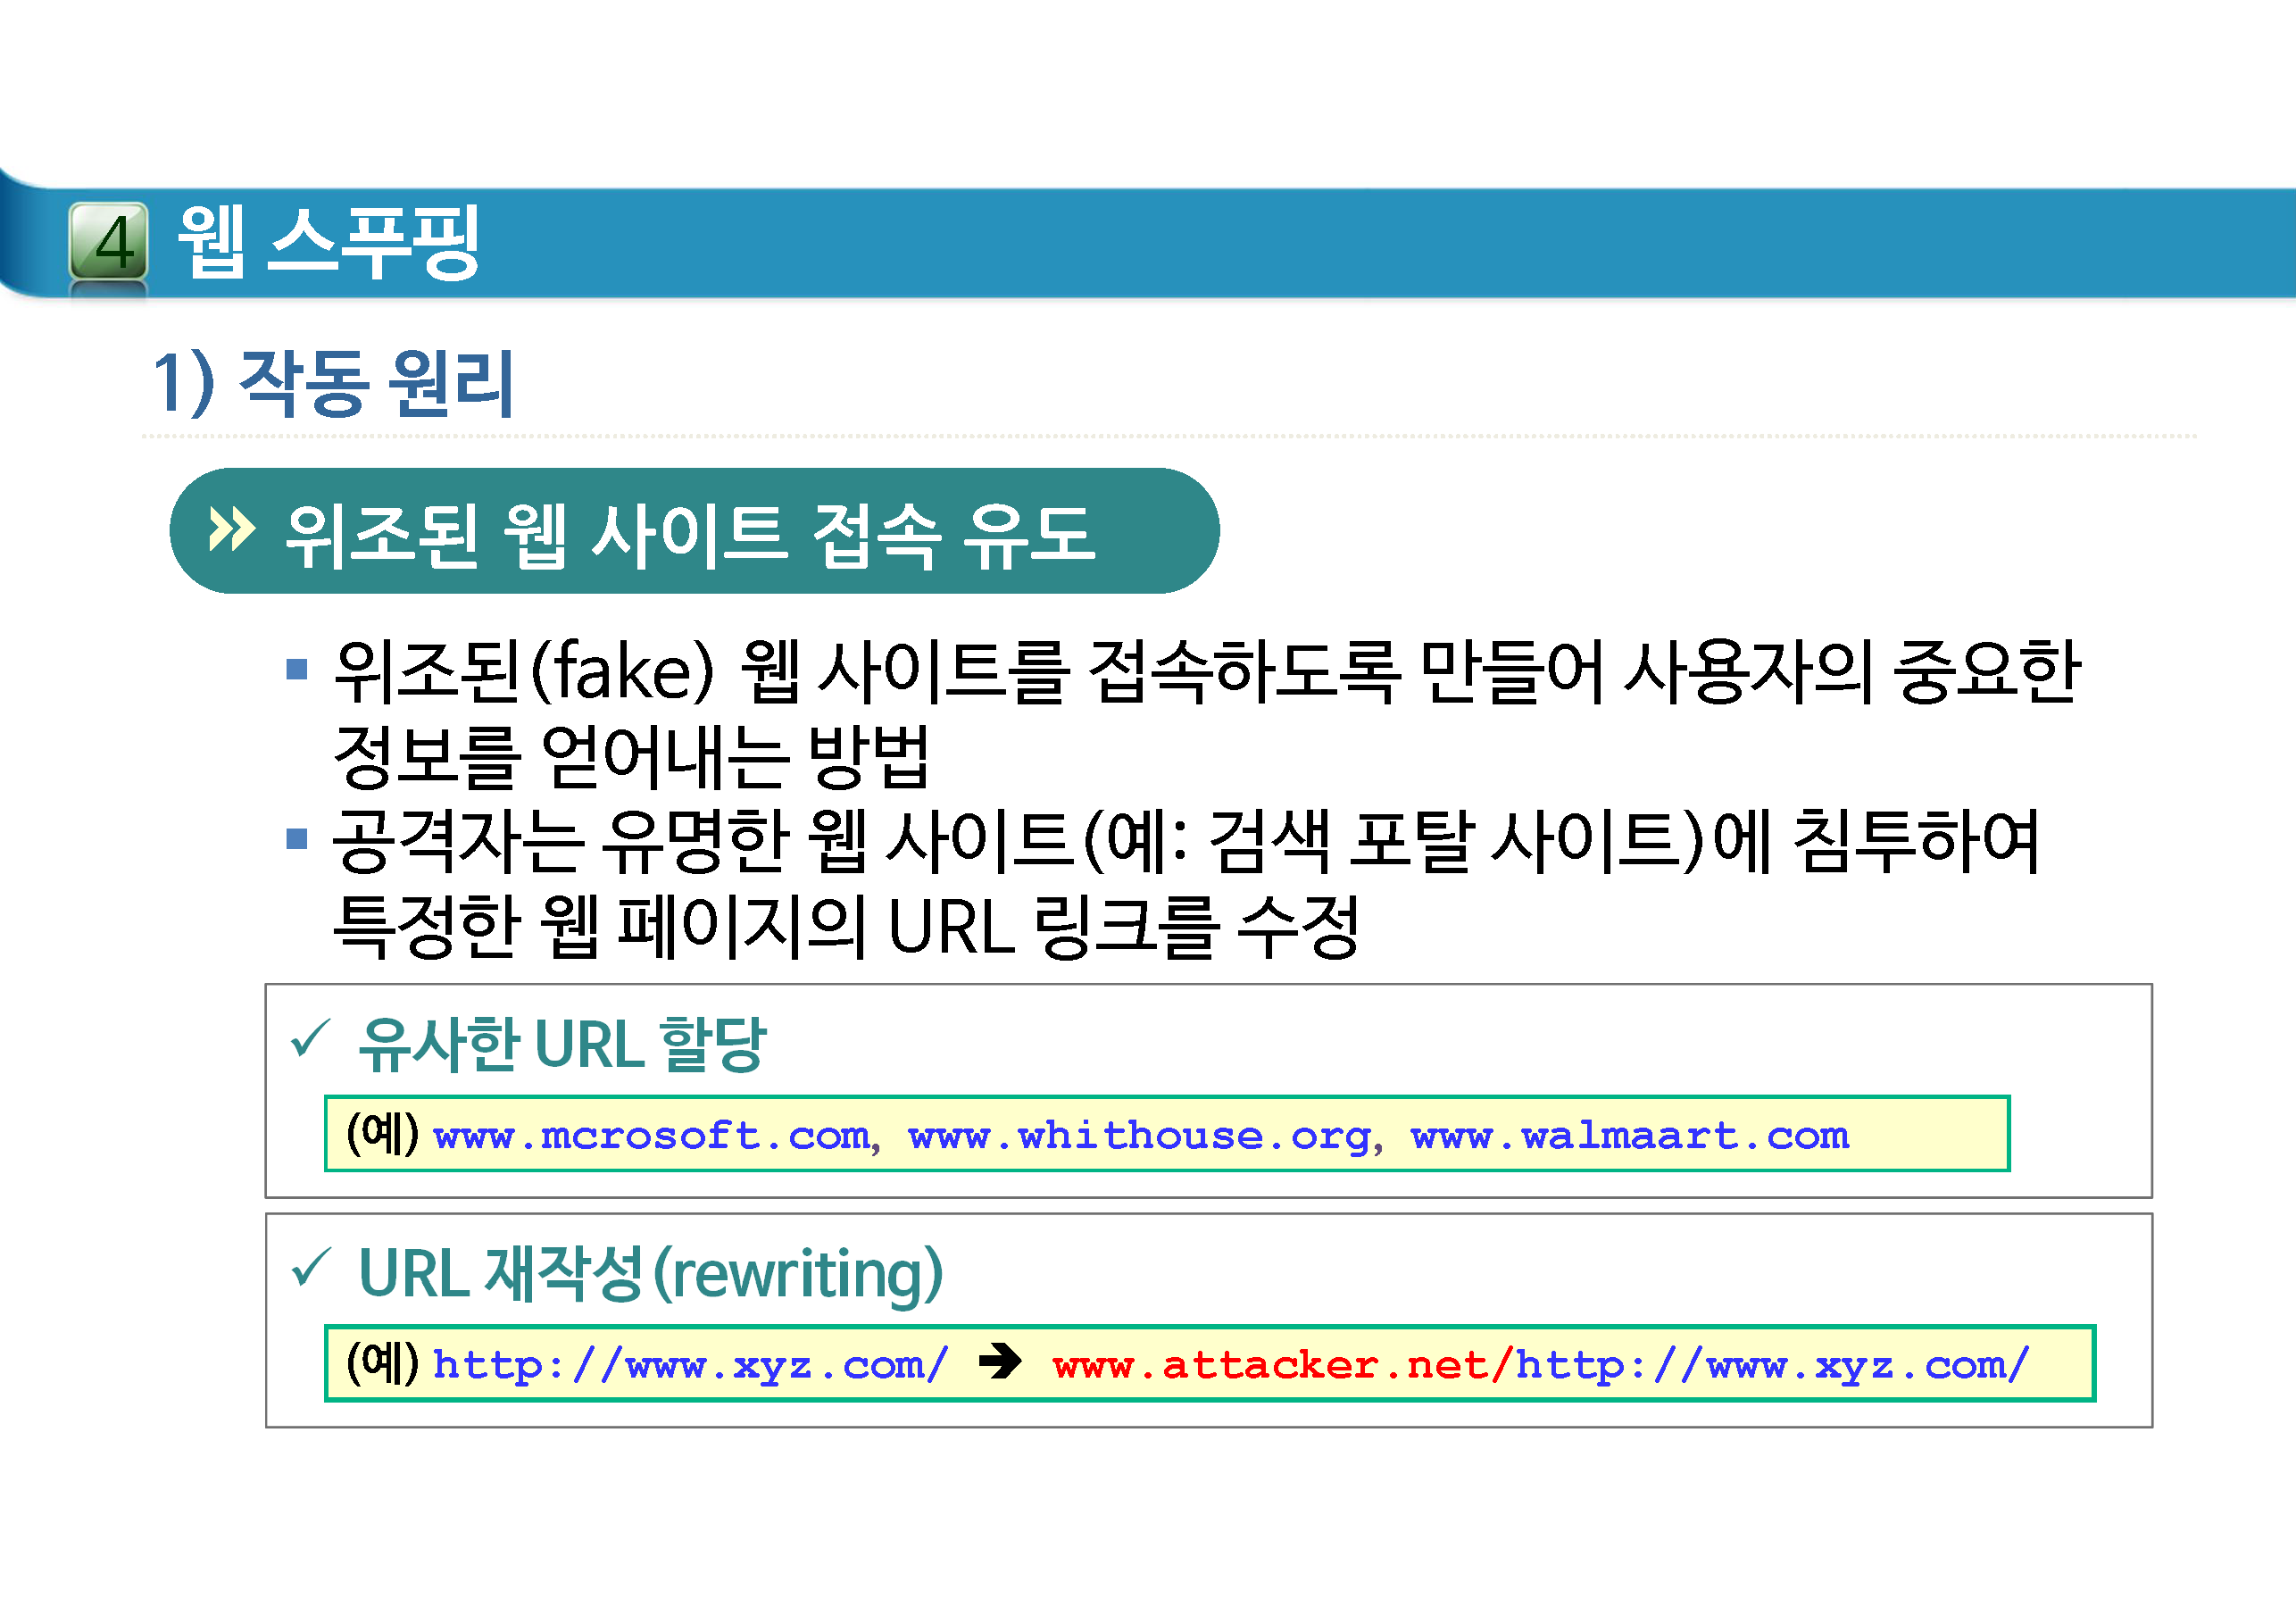 4 웹 스푸핑
1) 작동 원리
» 위조된 웹 사이트 접속 유도
▪ 위조된(fake) 웹 사이트를 접속하도록 만들어 사용자의 중요한
정보를 얻어내는 방법
▪ 공격자는 유명한 웹 사이트(예: 검색 포탈 사이트)에 침투하여
특정한 웹 페이지의 URL 링크를 수정
✓ 유사한 URL 할당
(예) www.mcrosoft.com, www.whithouse.org, www.walmaart.com
✓ URL 재작성(rewriting)
(예) http://www.xyz.com/ ➔ www.attacker.net/http://www.xyz.com/